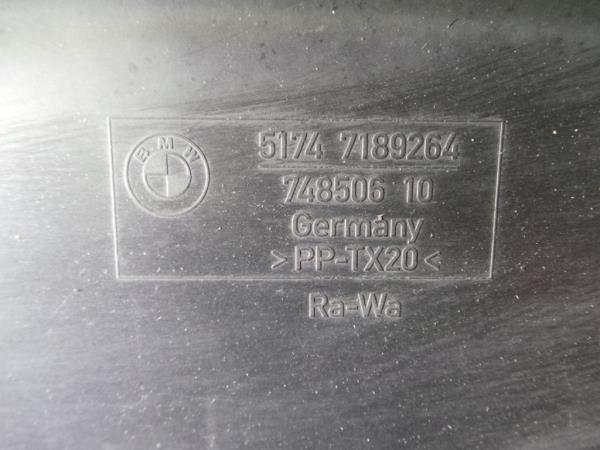 BMW
5174 7189264
748506 10
Germany
>PP-TX20<
Ra-Wa